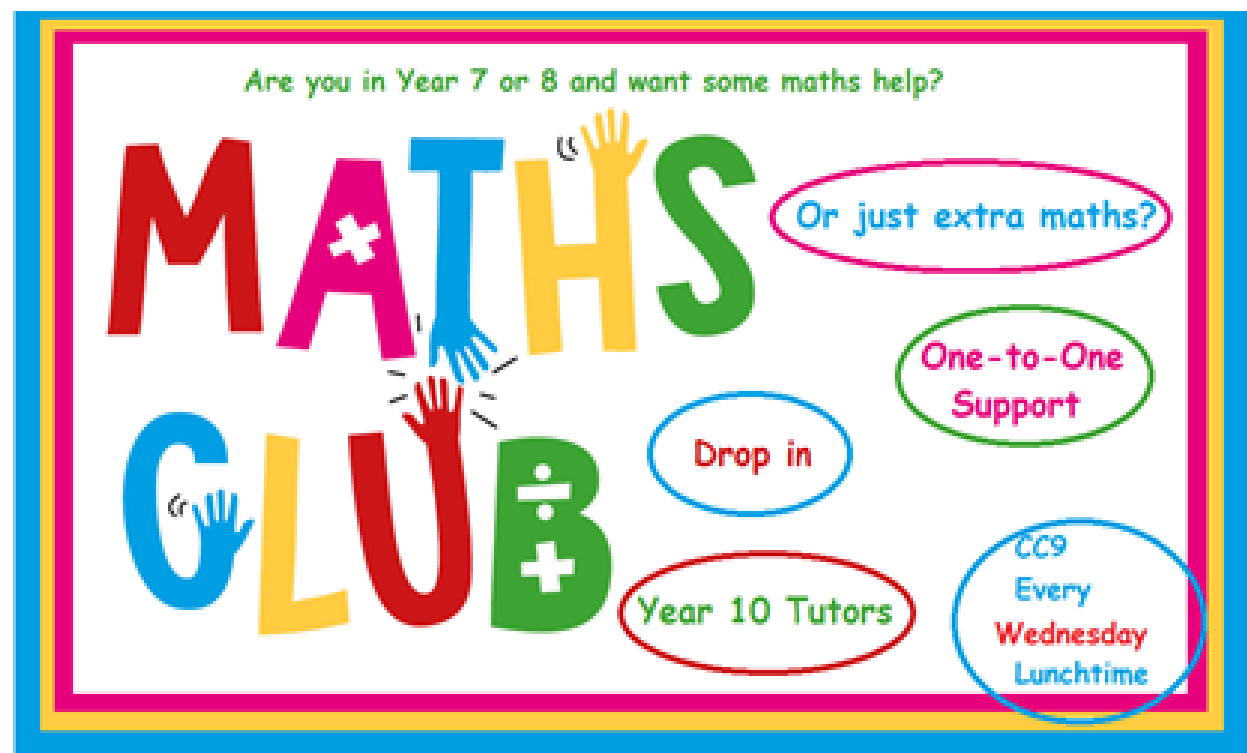 Are you in Year 7 or 8 and want some maths help?
MATHS
CLUB
Or just extra maths?
One-to-One
Support
Drop in
Year 10 Tutors
CC9
Every
Wednesday
Lunchtime